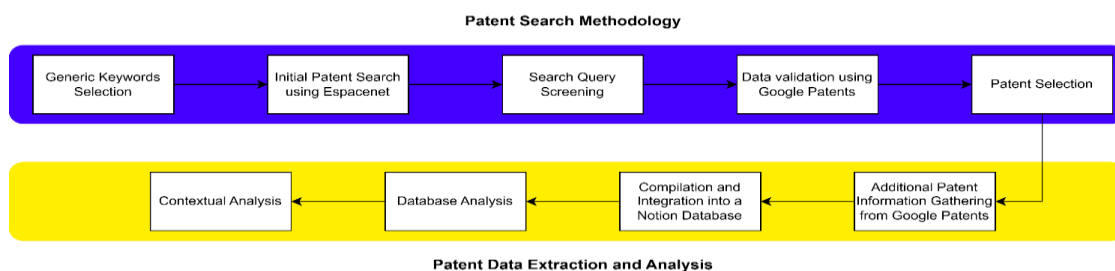 Patent Search Methodology
Generic Keywords
Selection
Initial Patent Search
using Espacenet
Search Query
Screening
Data validation using
Google Patents
Patent Selection
Additional Patent
Information Gathering
from Google Patents
Compilation and
Integration into a
Notion Database
Database Analysis
Contextual Analysis
Patent Data Extraction and Analysis